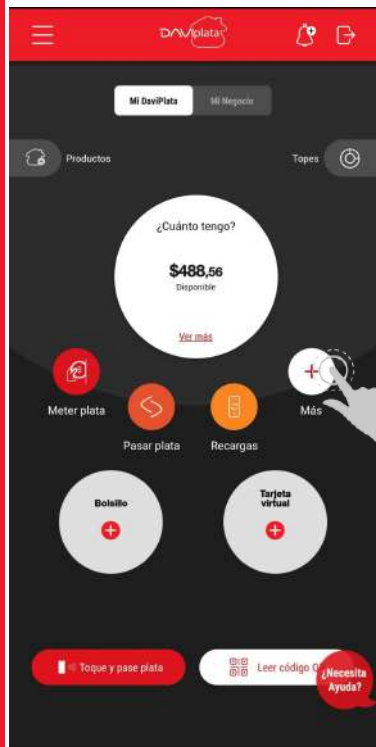 DAVIplata
Mi DaviPlata
Mi Negocio
Productos
Topes
¿Cuánto tengo?
$488,56
Disponible
Ver más
Meter plata
Más
Pasar plata
Recargas
Bolsillo
Tarjeta
virtual
Toque y pase plata
Leer código Q
¿Necesita
Ayuda?